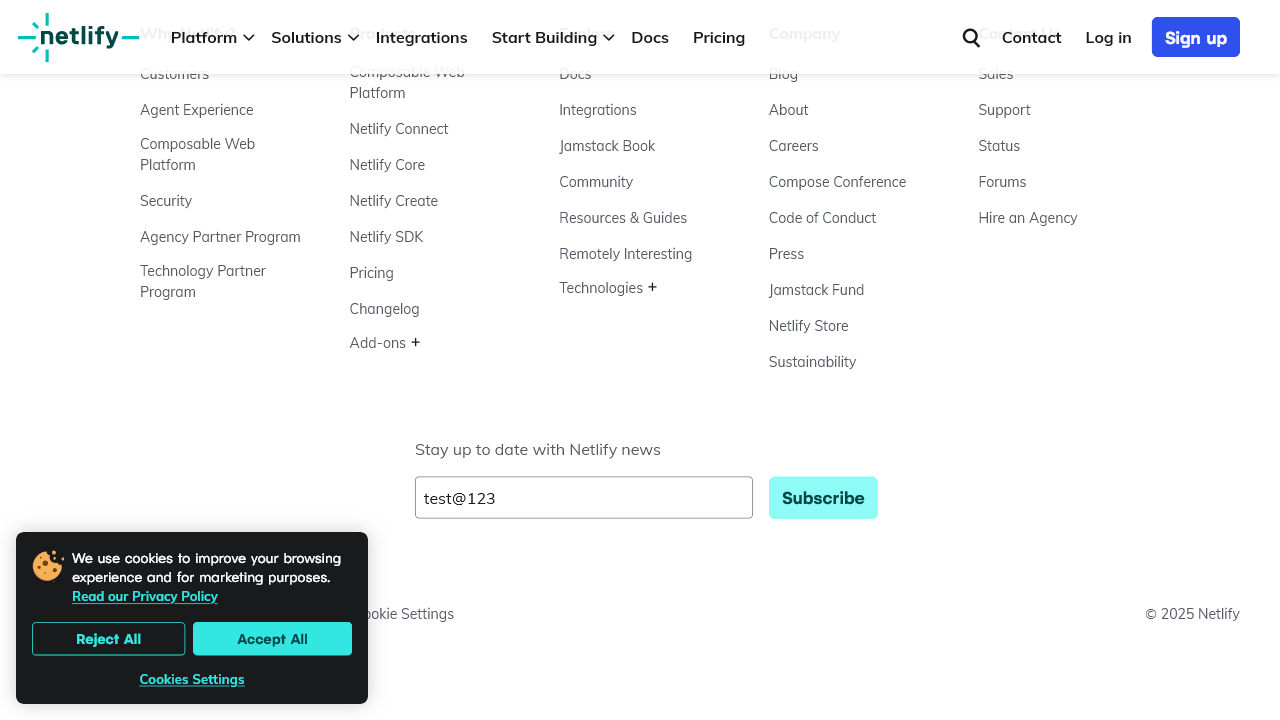 netlify
Platform
Solutions
Integrations
Start Building
Docs
Pricing
Contact
Log in
Sign up
Company
Customers
Agent Experience
Composable Web
Platform
Security
Agency Partner Program
Technology Partner
Program
Composable Web
Platform
Netlify Connect
Netlify Core
Netlify Create
Netlify SDK
Pricing
Changelog
Add-ons +
Docs
Integrations
Jamstack Book
Community
Resources & Guides
Remotely Interesting
Technologies +
Blog
About
Careers
Compose Conference
Code of Conduct
Press
Jamstack Fund
Netlify Store
Sustainability
Sales
Support
Status
Forums
Hire an Agency
Stay up to date with Netlify news
test@123
Subscribe
We use cookies to improve your browsing
experience and for marketing purposes.
Read our Privacy Policy
Reject All
Accept All
Cookies Settings
ookie Settings
© 2025 Netlify